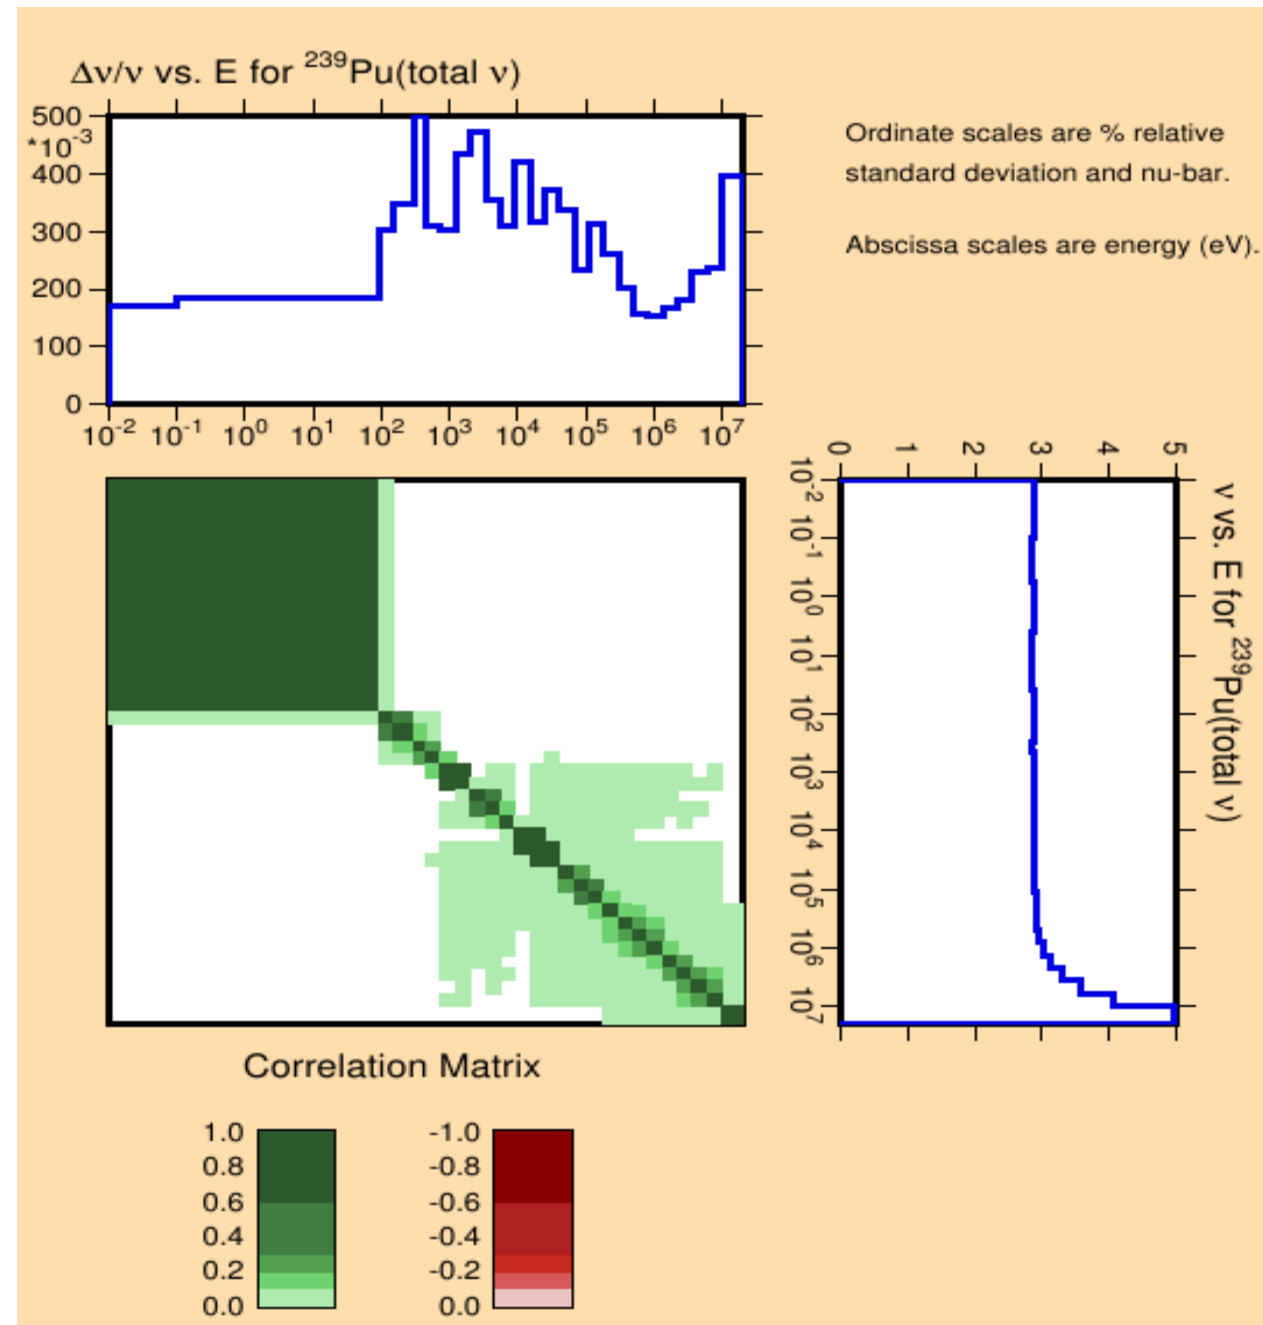 Δν/ν vs. E for ²³⁹Pu(total ν)
500
*10⁻³
400
300
200
100
0
10⁻² 10⁻¹ 10⁰ 10¹ 10² 10³ 10⁴ 10⁵ 10⁶ 10⁷
Ordinate scales are % relative
standard deviation and nu-bar.
Abscissa scales are energy (eV).
0 1 2 3 4 5
10⁻² 10⁻¹ 10⁰ 10¹ 10² 10³ 10⁴ 10⁵ 10⁶ 10⁷
ν vs. E for ²³⁹Pu(total ν)
Correlation Matrix
1.0 -1.0
0.8 -0.8
0.6 -0.6
0.4 -0.4
0.2 -0.2
0.0 0.0